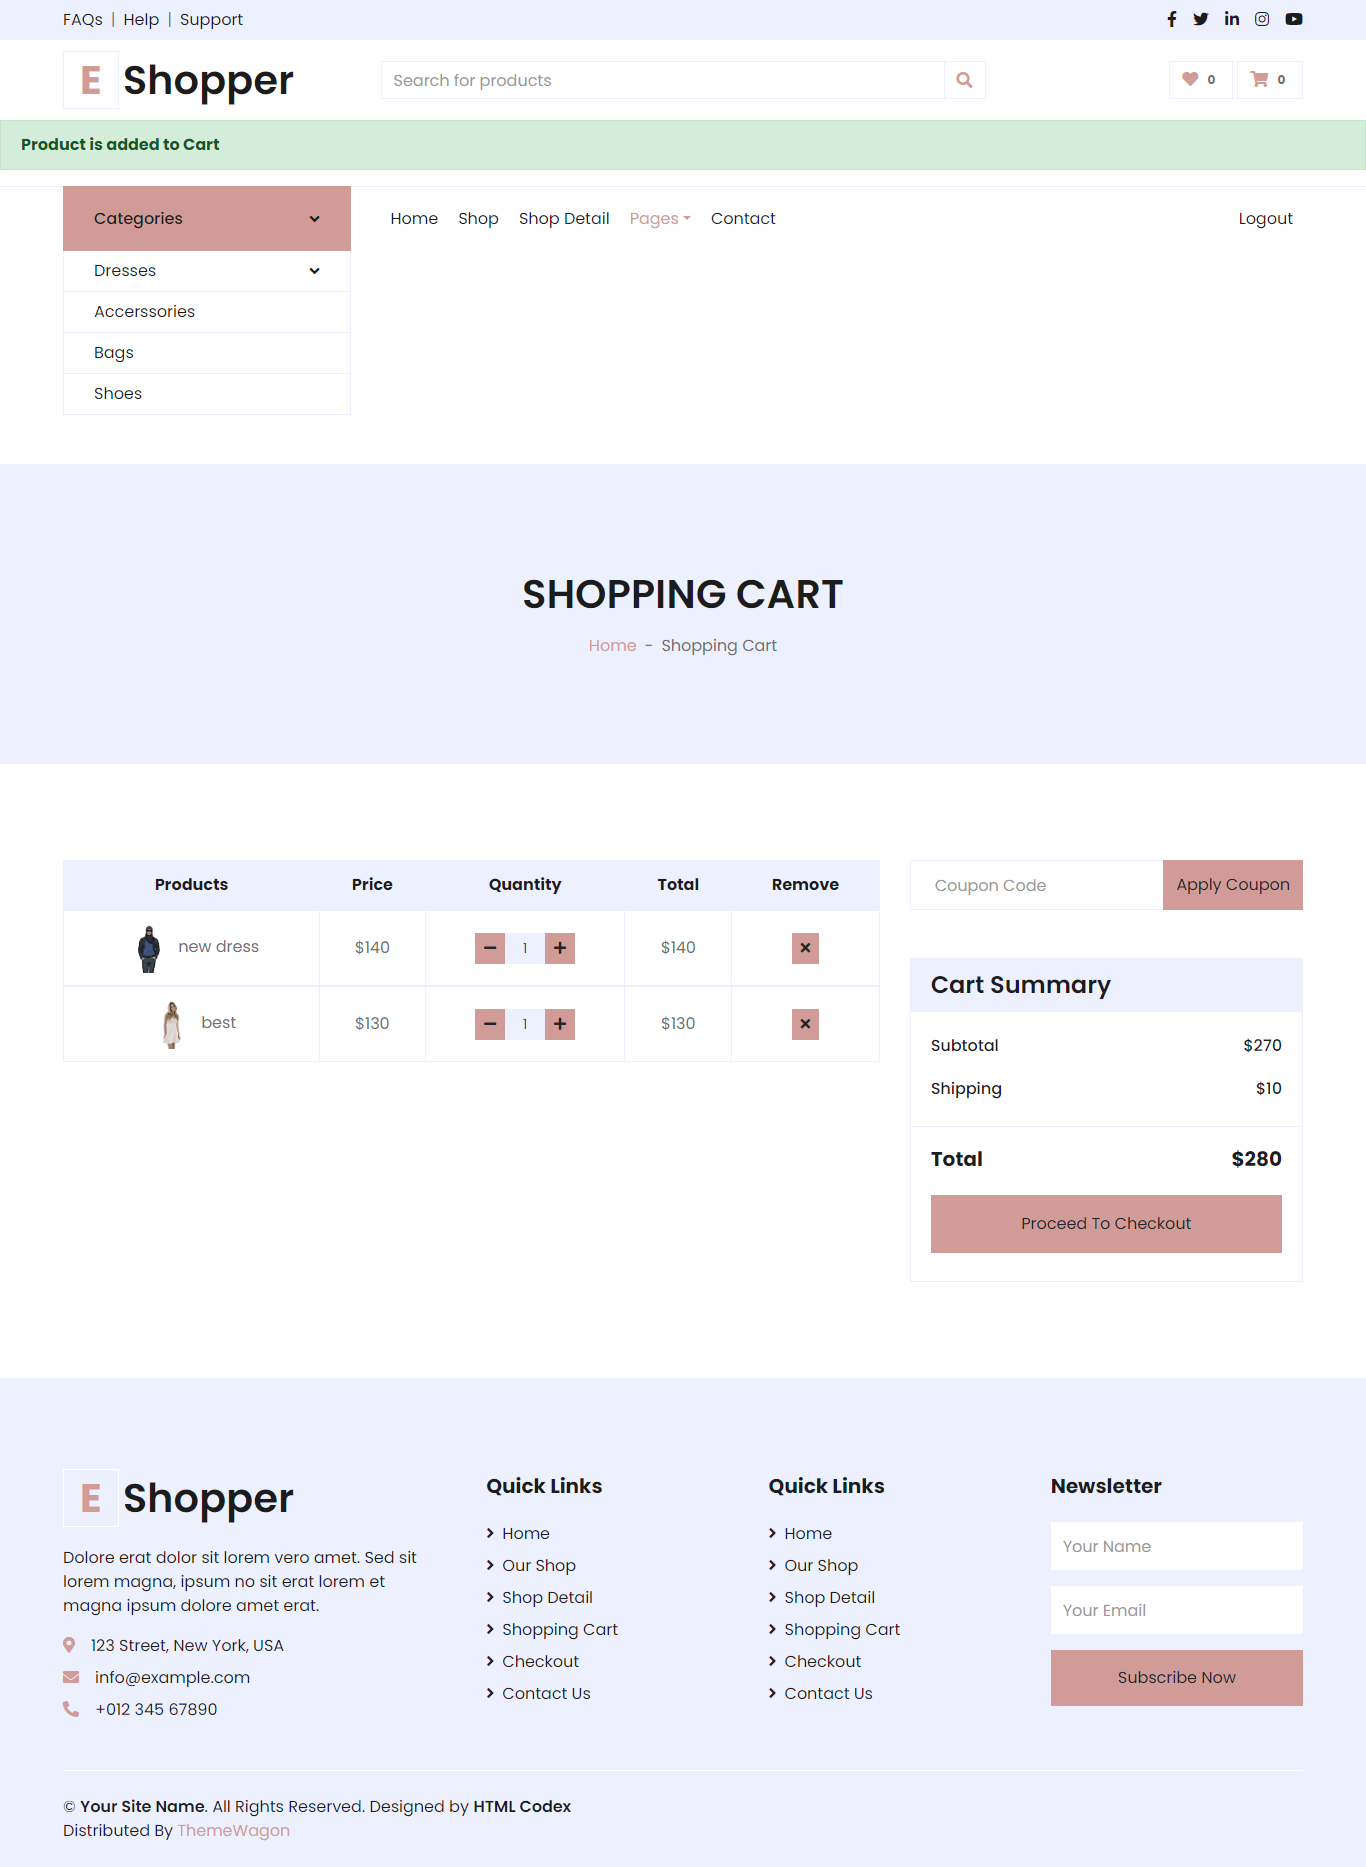 FAQs | Help | Support
E Shopper
Search for products
0
0
Product is added to Cart
Categories
Home
Shop
Shop Detail
Pages
Contact
Logout
Dresses
Accerssories
Bags
Shoes
SHOPPING CART
Home - Shopping Cart
Products Price Quantity Total Remove
new dress $140 1 $140
best $130 1 $130
Coupon Code
Apply Coupon
Cart Summary
Subtotal $270
Shipping $10
Total $280
Proceed To Checkout
E Shopper
Dolore erat dolor sit lorem vero amet. Sed sit
lorem magna, ipsum no sit erat lorem et
magna ipsum dolore amet erat.
123 Street, New York, USA
info@example.com
+012 345 67890
Quick Links
Home
Our Shop
Shop Detail
Shopping Cart
Checkout
Contact Us
Quick Links
Home
Our Shop
Shop Detail
Shopping Cart
Checkout
Contact Us
Newsletter
Your Name
Your Email
Subscribe Now
© Your Site Name. All Rights Reserved. Designed by HTML Codex
Distributed By ThemeWagon